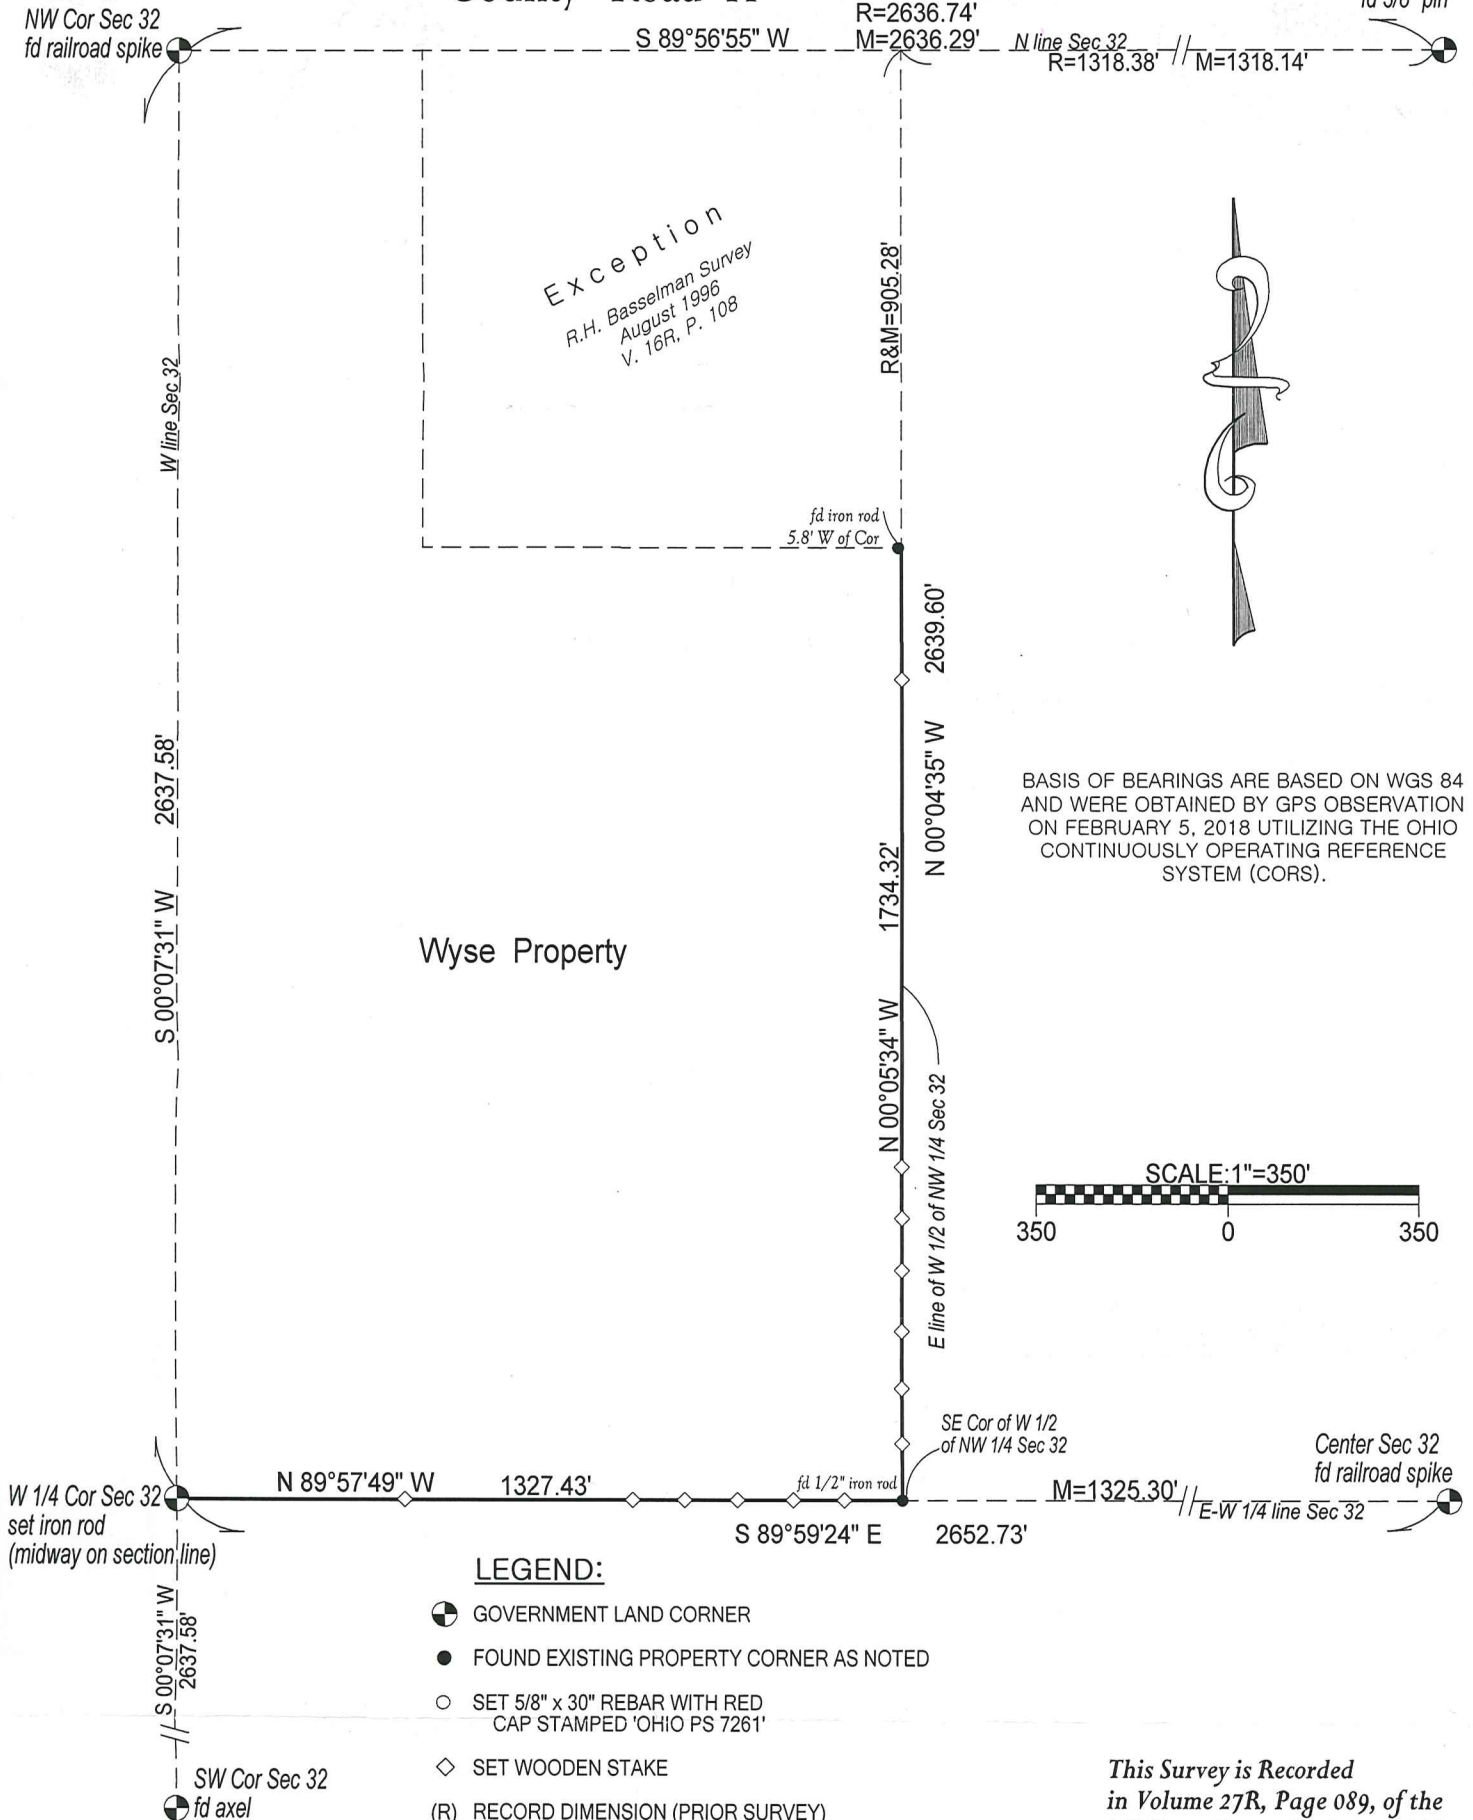 NW Cor Sec 32
fd railroad spike
S 89°56'55" W
R=2636.74'
M=2636.29'
N line Sec 32
R=1318.38'
M=1318.14'
Exception
R.H. Basselman Survey
August 1996
V. 16R, P. 108
R&M=905.28'
W line Sec 32
fd iron rod
5.8' W of Cor
2639.60'
N 00°04'35" W
2637.58'
S 00°07'31" W
BASIS OF BEARINGS ARE BASED ON WGS 84
AND WERE OBTAINED BY GPS OBSERVATION
ON FEBRUARY 5, 2018 UTILIZING THE OHIO
CONTINUOUSLY OPERATING REFERENCE
SYSTEM (CORS).
1734.32'
N 00°05'34" W
Wyse Property
E line of W 1/2 of NW 1/4 Sec 32
SCALE:1"=350'
350 0 350
SE Cor of W 1/2
of NW 1/4 Sec 32
Center Sec 32
fd railroad spike
W 1/4 Cor Sec 32
set iron rod
(midway on section line)
N 89°57'49" W 1327.43'
fd 1/2" iron rod
M=1325.30'
E-W 1/4 line Sec 32
S 89°59'24" E 2652.73'
S 00°07'31" W
2637.58'
SW Cor Sec 32
fd axel
LEGEND:
GOVERNMENT LAND CORNER
FOUND EXISTING PROPERTY CORNER AS NOTED
SET 5/8" x 30" REBAR WITH RED
CAP STAMPED 'OHIO PS 7261'
SET WOODEN STAKE
(R) RECORD DIMENSION (PRIOR SURVEY)
This Survey is Recorded
in Volume 27R, Page 089, of the